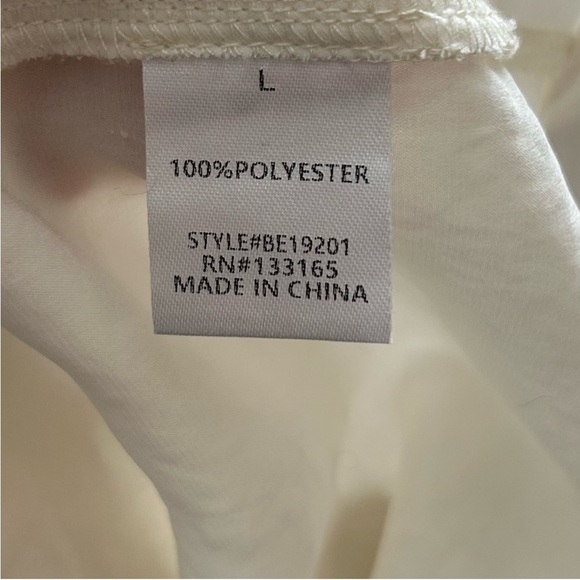 L
100%POLYESTER
STYLE#BE19201
RN#133165
MADE IN CHINA